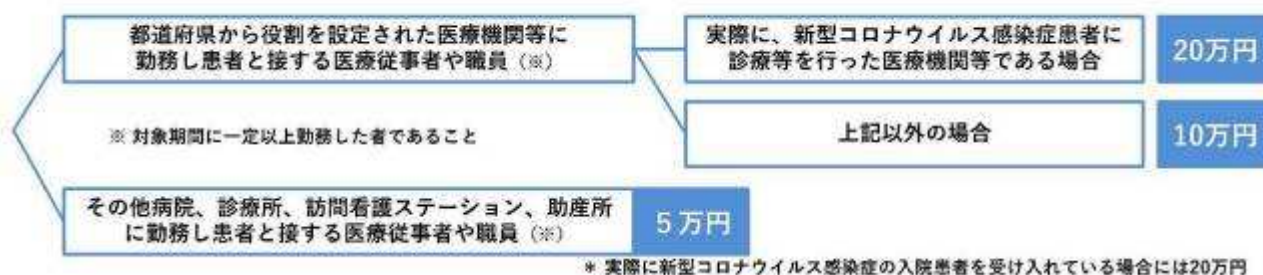 都道府県から役割を設定された医療機関等に
勤務し患者と接する医療従事者や職員（※）
実際に、新型コロナウイルス感染症患者に
診療等を行った医療機関等である場合
20万円
※ 対象期間に一定以上勤務した者であること
上記以外の場合
10万円
その他病院、診療所、訪問看護ステーション、助産所
に勤務し患者と接する医療従事者や職員（※）
５万円
* 実際に新型コロナウイルス感染症の入院患者を受け入れている場合には20万円